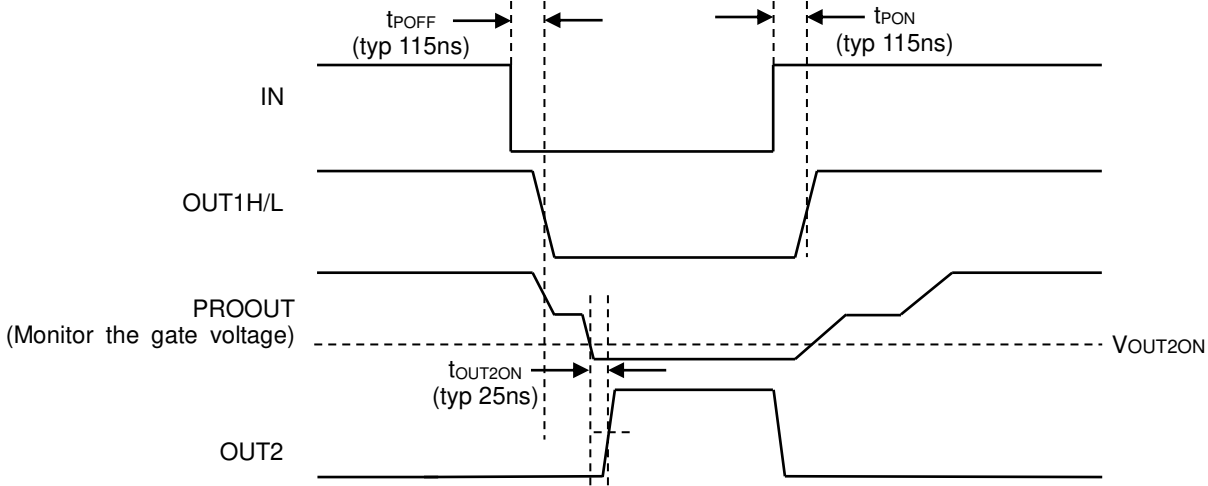 tPOFF
(typ 115ns)
tPON
(typ 115ns)
IN
OUT1H/L
PROOUT
(Monitor the gate voltage)
VOUT2ON
tOUT2ON
(typ 25ns)
OUT2